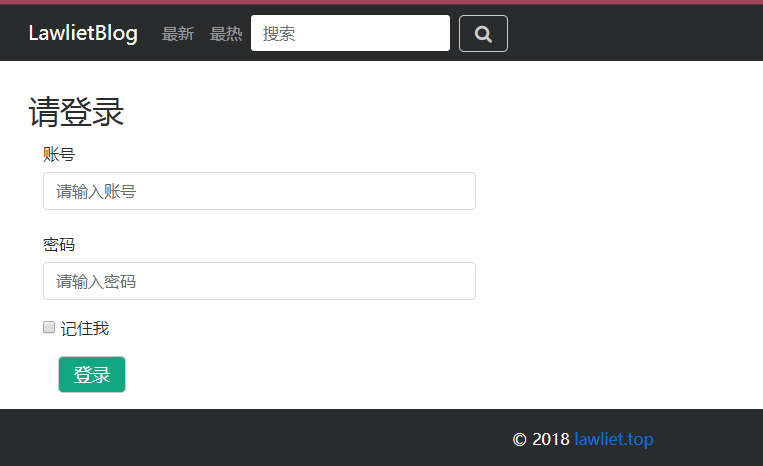 LawlietBlog 最新 最热 搜索
请登录
账号
请输入账号
密码
请输入密码
记住我
登录
© 2018 lawliet.top